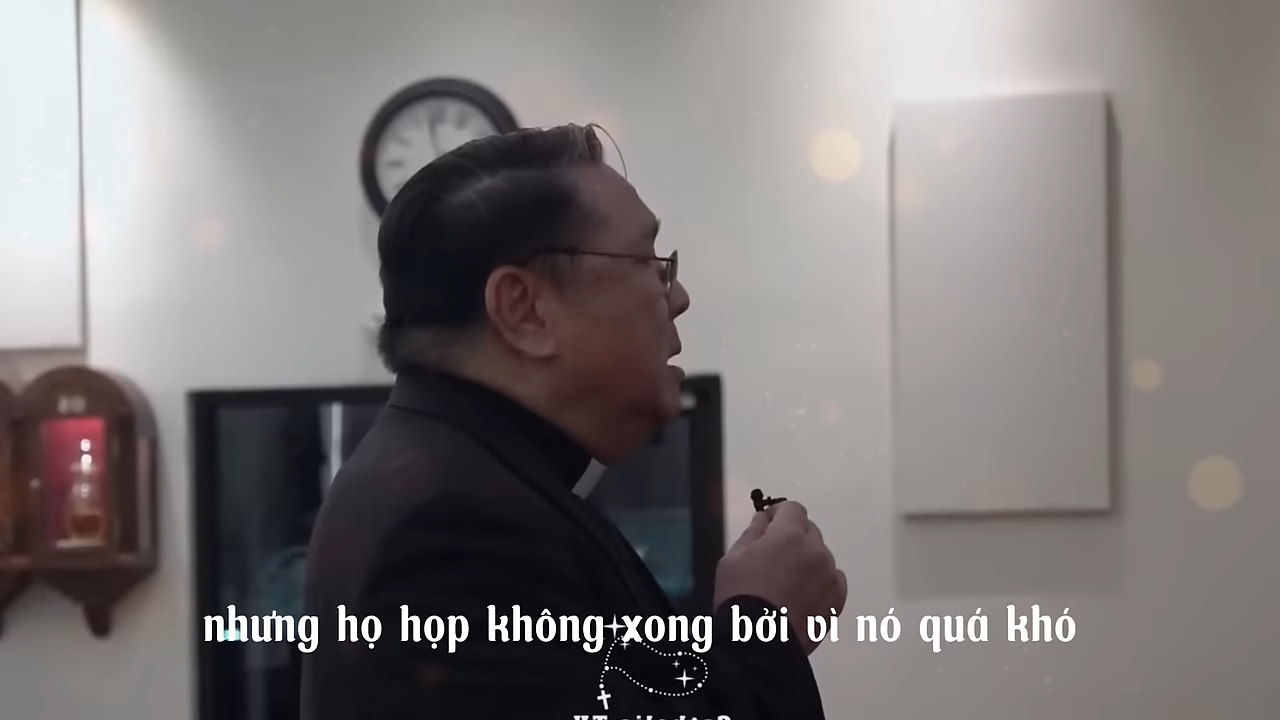 nhưng họ họp không xong bởi vì nó quá khó